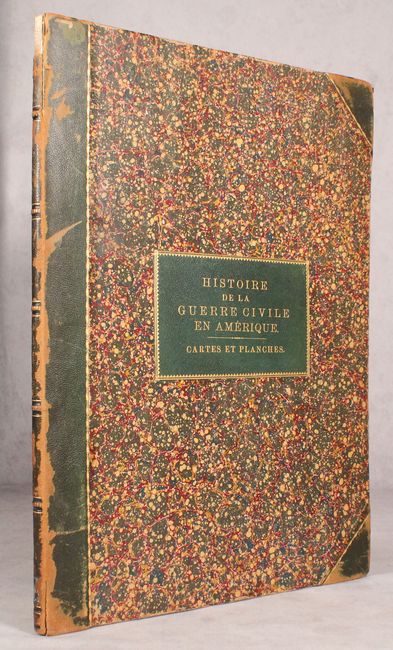 HISTOIRE
DE LA
GUERRE CIVILE
EN AMÉRIQUE.
CARTES ET PLANCHES.